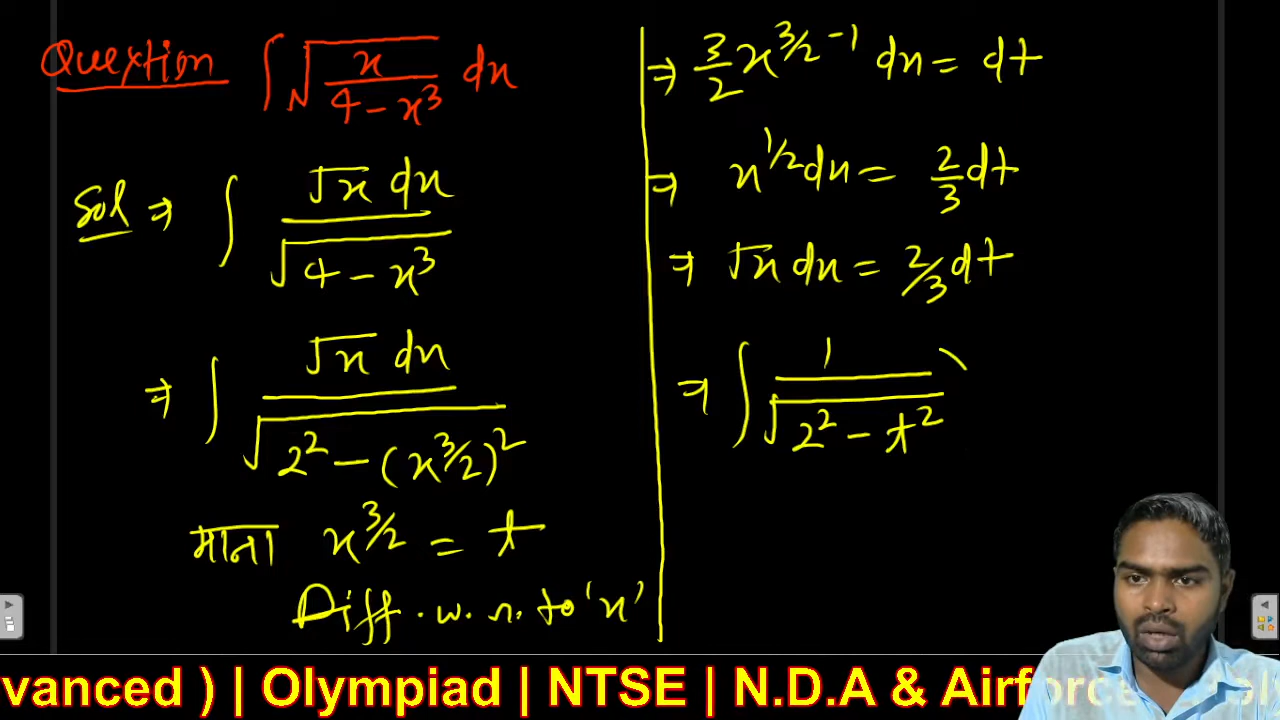 Quextion ∫√(x/(4-x³)) dx
Sol ⇒ ∫ √x dx / √(4-x³)
⇒ ∫ √x dx / √(2²-(x^3/2)²)
माना x^3/2 = t
Diff. w. r. to 'x'
⇒ 3/2 x^3/2-1 dx = dt
⇒ x^1/2 dx = 2/3 dt
⇒ √x dx = 2/3 dt
⇒ ∫ 1 / √(2²-t²)
vanced ) | Olympiad | NTSE | N.D.A & Airforce